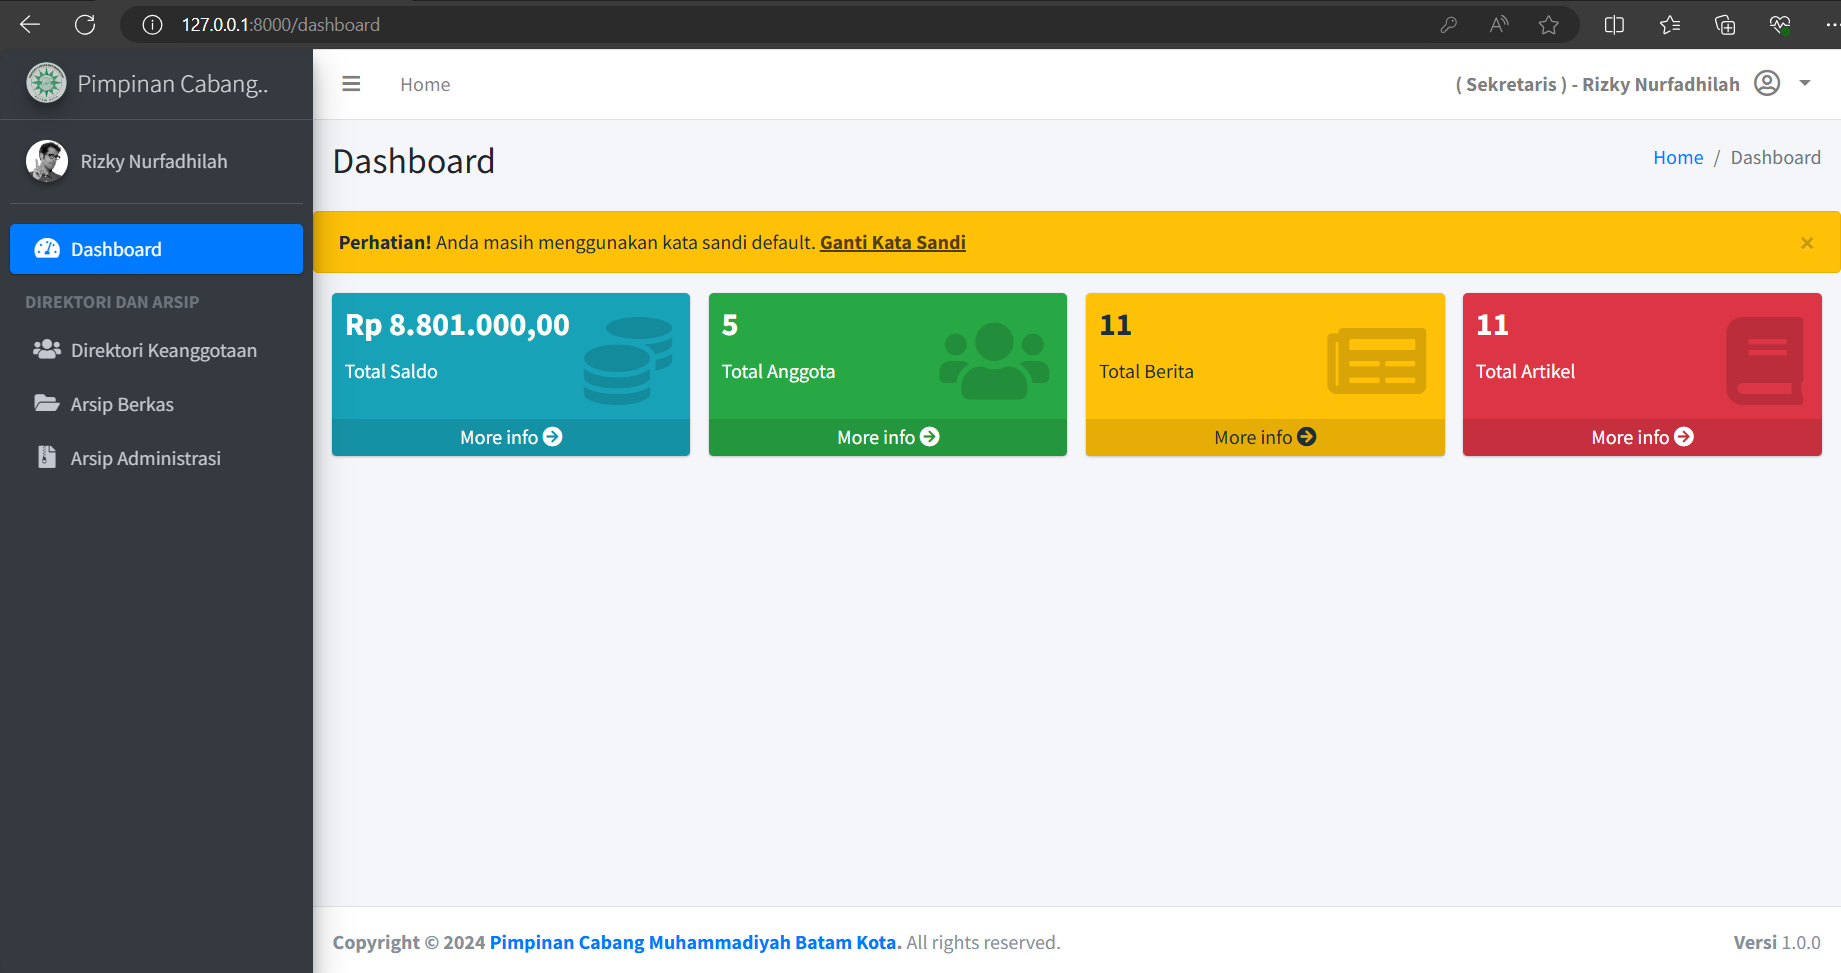 127.0.0.1:8000/dashboard
Pimpinan Cabang..
Home
( Sekretaris ) - Rizky Nurfadhilah
Rizky Nurfadhilah
Dashboard
Home / Dashboard
Perhatian! Anda masih menggunakan kata sandi default. Ganti Kata Sandi
×
Dashboard
DIREKTORI DAN ARSIP
Direktori Keanggotaan
Arsip Berkas
Arsip Administrasi
Rp 8.801.000,00
Total Saldo
More info
5
Total Anggota
More info
11
Total Berita
More info
11
Total Artikel
More info
Copyright © 2024 Pimpinan Cabang Muhammadiyah Batam Kota. All rights reserved.
Versi 1.0.0